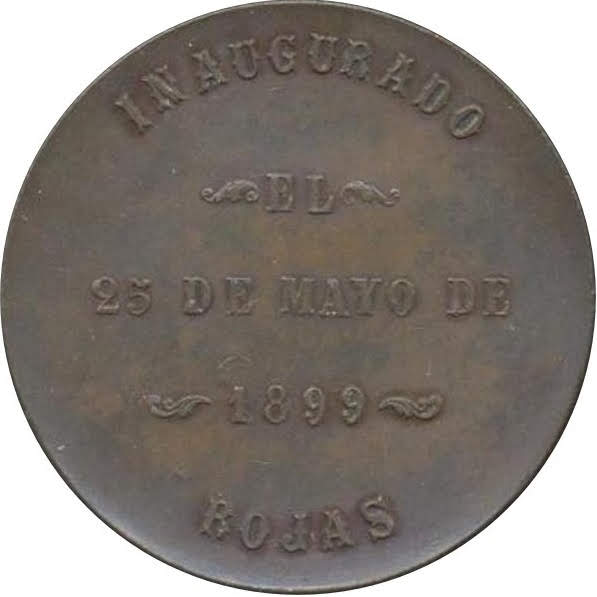 INAUGURADO
EL
25 DE MAYO DE
1899
ROJAS